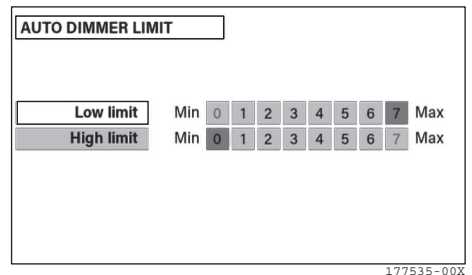 AUTO DIMMER LIMIT
Low limit Min 0 1 2 3 4 5 6 7 Max
High limit Min 0 1 2 3 4 5 6 7 Max
177535-00X